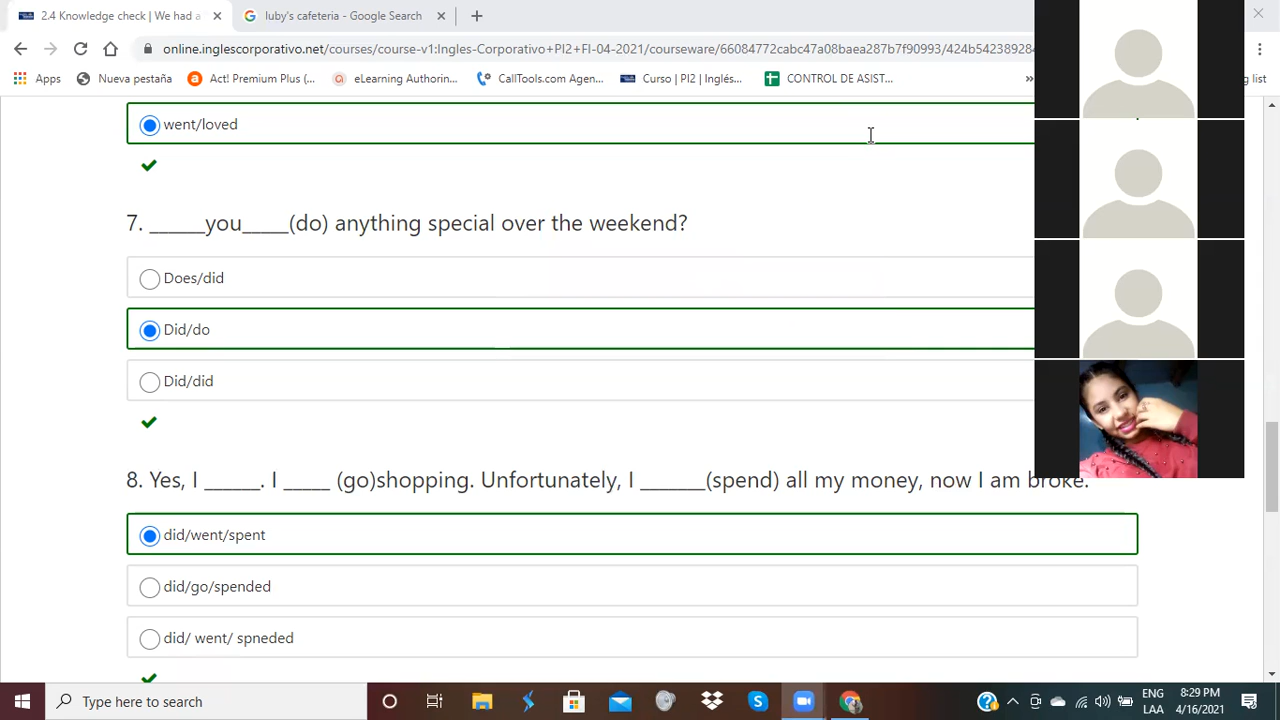 2.4 Knowledge check | We had a
luby's cafeteria - Google Search
online.inglescorporativo.net/courses/course-v1:Ingles-Corporativo+PI2+FI-04-2021/courseware/66084772cabc47a08baea287b7f90993/424b542389284
Apps
Nueva pestaña
Act! Premium Plus (...
eLearning Authorin...
CallTools.com Agen...
Curso | PI2 | Inglés...
CONTROL DE ASIST...
»
ng list
went/loved
7. ______you_____(do) anything special over the weekend?
Does/did
Did/do
Did/did
8. Yes, I ______. I _____ (go)shopping. Unfortunately, I _______(spend) all my money, now I am broke.
did/went/spent
did/go/spended
did/ went/ spneded
Type here to search
ENG
LAA
8:29 PM
4/16/2021